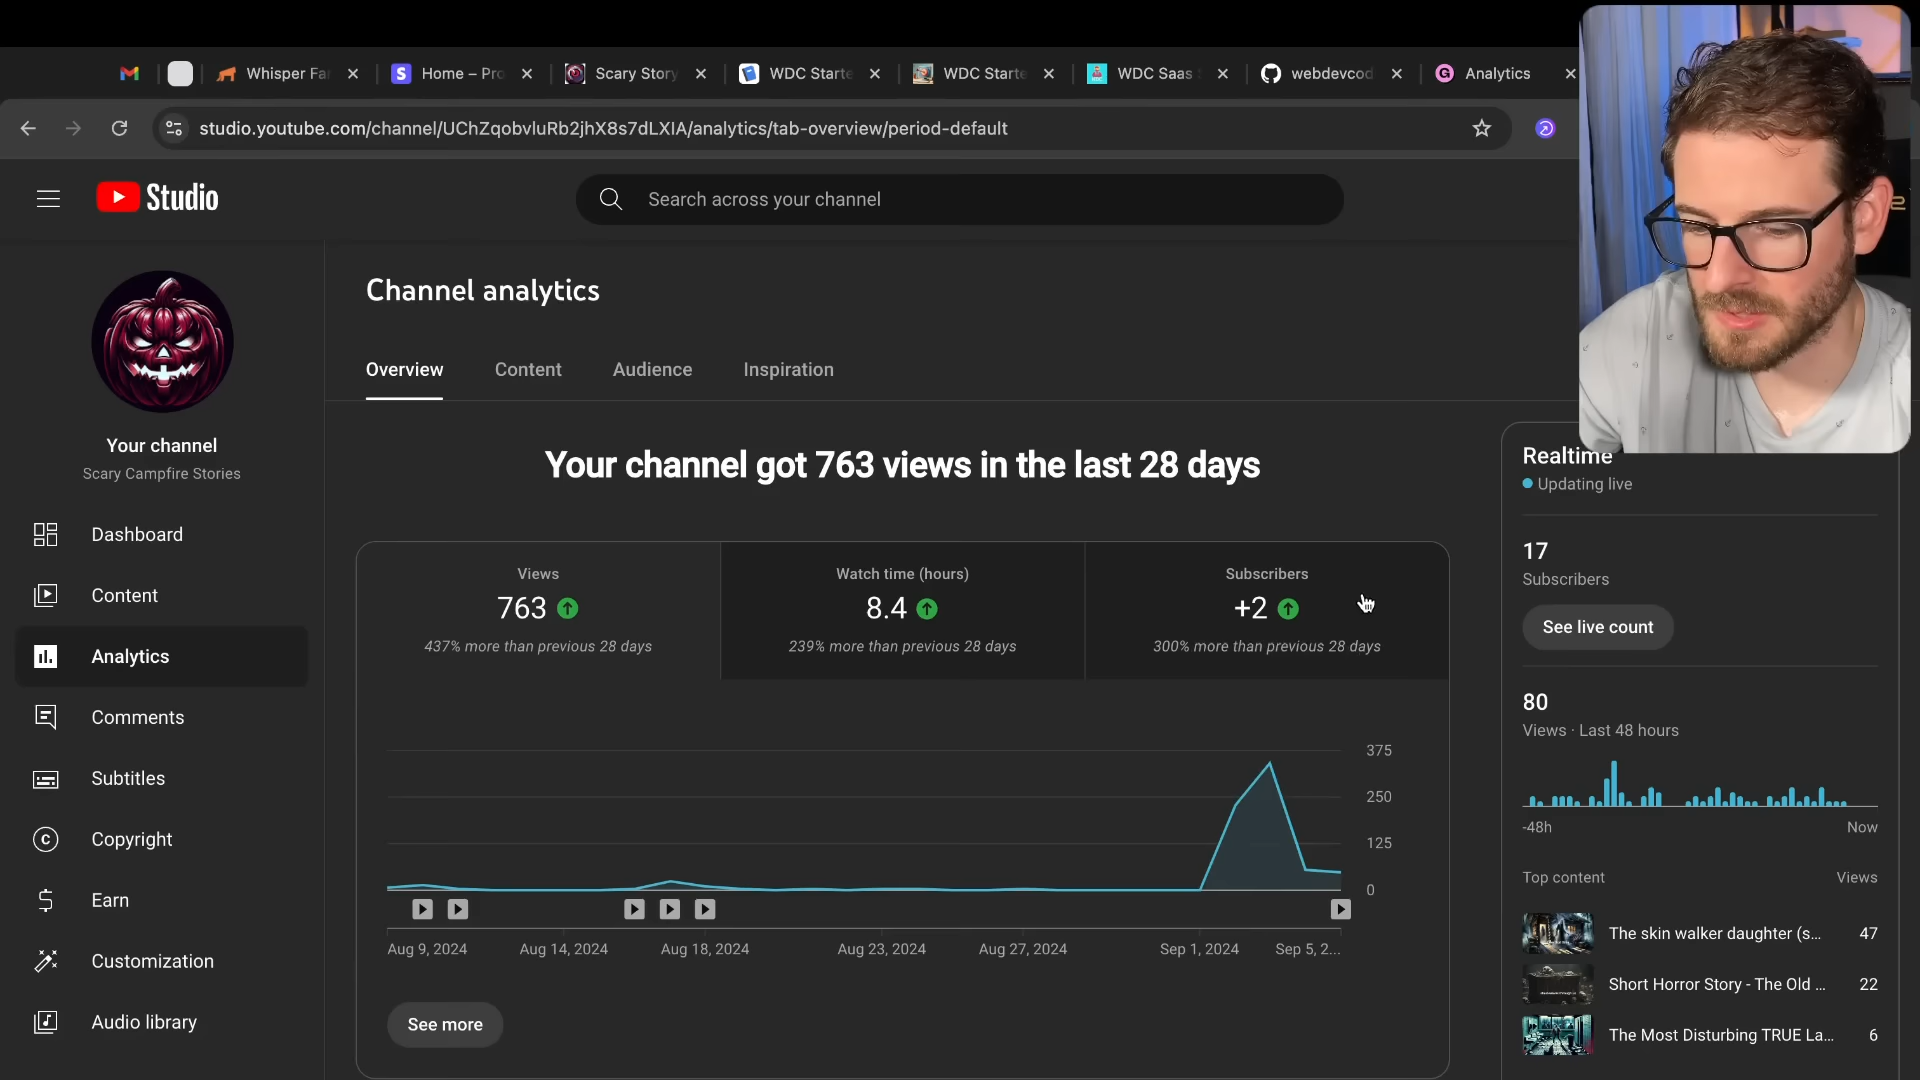 Whisper Fa
Home – Pro
Scary Story
WDC Starte
WDC Starte
WDC Saas
webdevcod
Analytics
studio.youtube.com/channel/UChZqobvluRb2jhX8s7dLXIA/analytics/tab-overview/period-default
Studio
Search across your channel
Your channel
Scary Campfire Stories
Dashboard
Content
Analytics
Comments
Subtitles
Copyright
Earn
Customization
Audio library
Channel analytics
Overview
Content
Audience
Inspiration
Your channel got 763 views in the last 28 days
Views
763
437% more than previous 28 days
Watch time (hours)
8.4
239% more than previous 28 days
Subscribers
+2
300% more than previous 28 days
375
250
125
0
Aug 9, 2024
Aug 14, 2024
Aug 18, 2024
Aug 23, 2024
Aug 27, 2024
Sep 1, 2024
Sep 5, 2...
See more
Realtime
Updating live
17
Subscribers
See live count
80
Views · Last 48 hours
-48h
Now
Top content
Views
The skin walker daughter (s...
47
Short Horror Story - The Old ...
22
The Most Disturbing TRUE La...
6